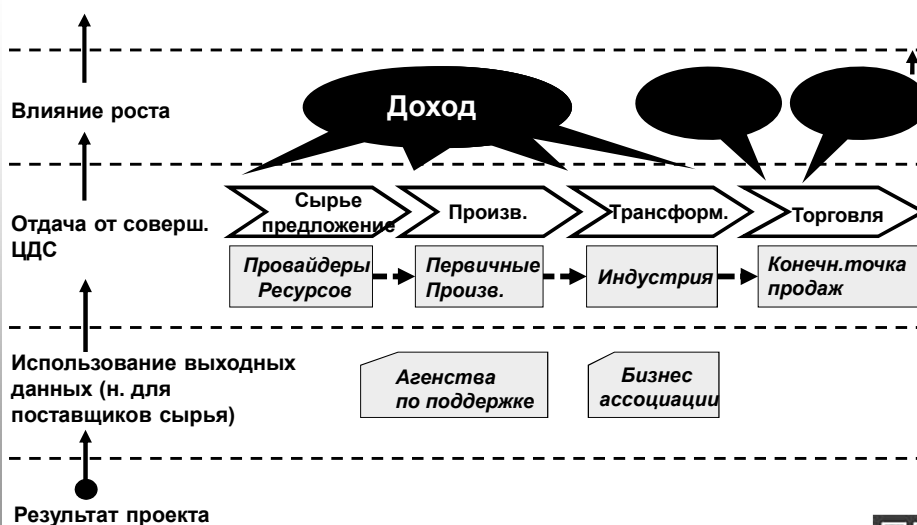 Влияние роста
Доход
Отдача от соверш.
ЦДС
Сырье
предложение
Произв.
Трансформ.
Торговля
Провайдеры
Ресурсов
Первичные
Произв.
Индустрия
Конечн.точка
продаж
Использование выходных
данных (н. для
поставщиков сырья)
Агенства
по поддержке
Бизнес
ассоциации
Результат проекта